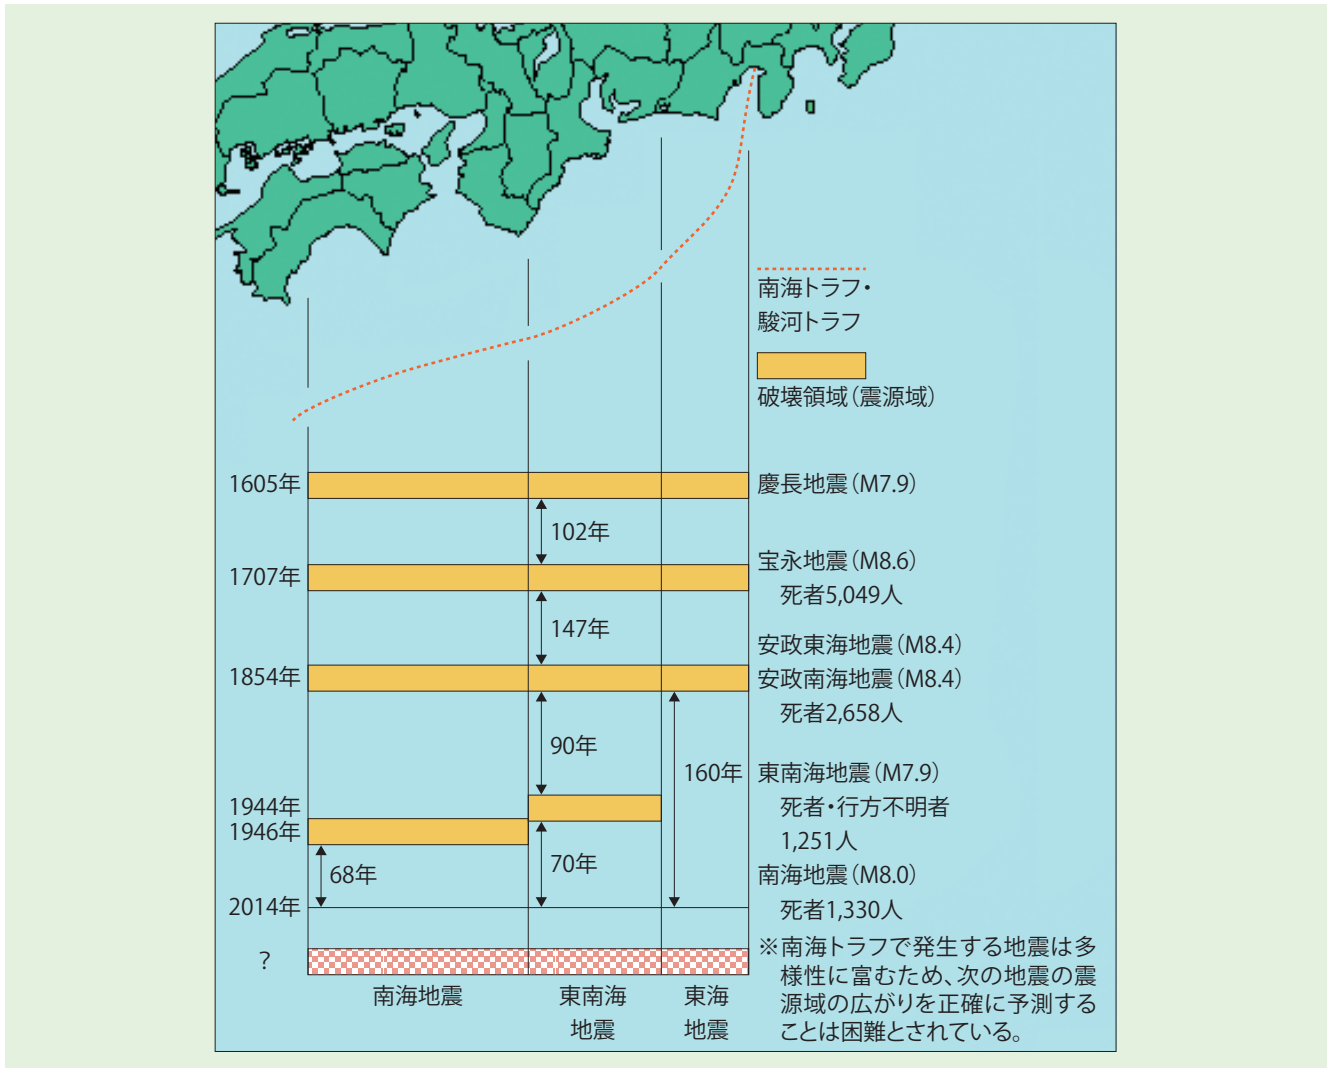 南海トラフ・
駿河トラフ
破壊領域(震源域)
1605年
慶長地震(M7.9)
102年
1707年
宝永地震(M8.6)
死者5,049人
147年
1854年
安政東海地震(M8.4)
安政南海地震(M8.4)
死者2,658人
90年
160年
1944年
1946年
東南海地震(M7.9)
死者・行方不明者
1,251人
68年
70年
南海地震(M8.0)
死者1,330人
2014年
?
南海地震
東南海
地震
東海
地震
※南海トラフで発生する地震は多
様性に富むため、次の地震の震
源域の広がりを正確に予測する
ことは困難とされている。